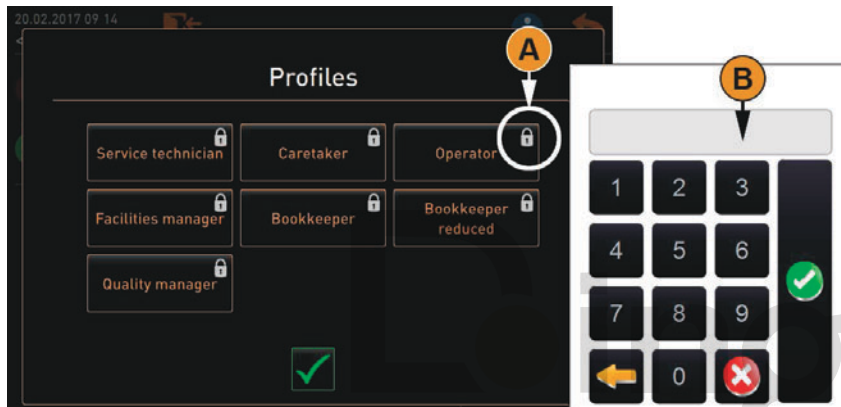 20.02.2017 09 14
A
Profiles
B
Service technician
Caretaker
Operator
Facilities manager
Bookkeeper
Bookkeeper
reduced
Quality manager
1 2 3
4 5 6
7 8 9
0